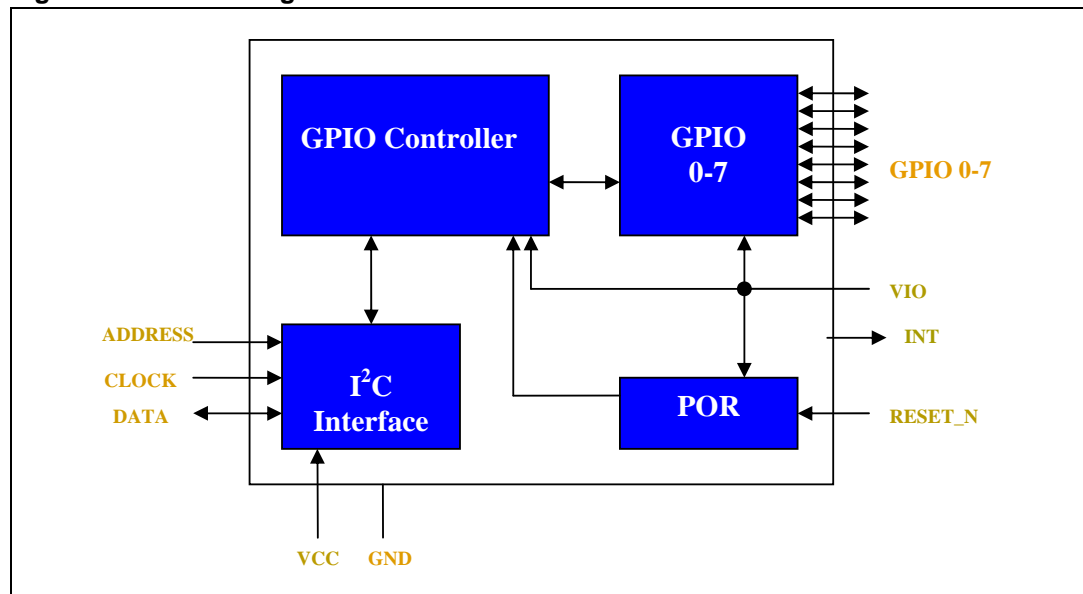 GPIO Controller
GPIO
0-7
GPIO 0-7
VIO
INT
ADDRESS
CLOCK
DATA
I²C
Interface
POR
RESET_N
VCC
GND